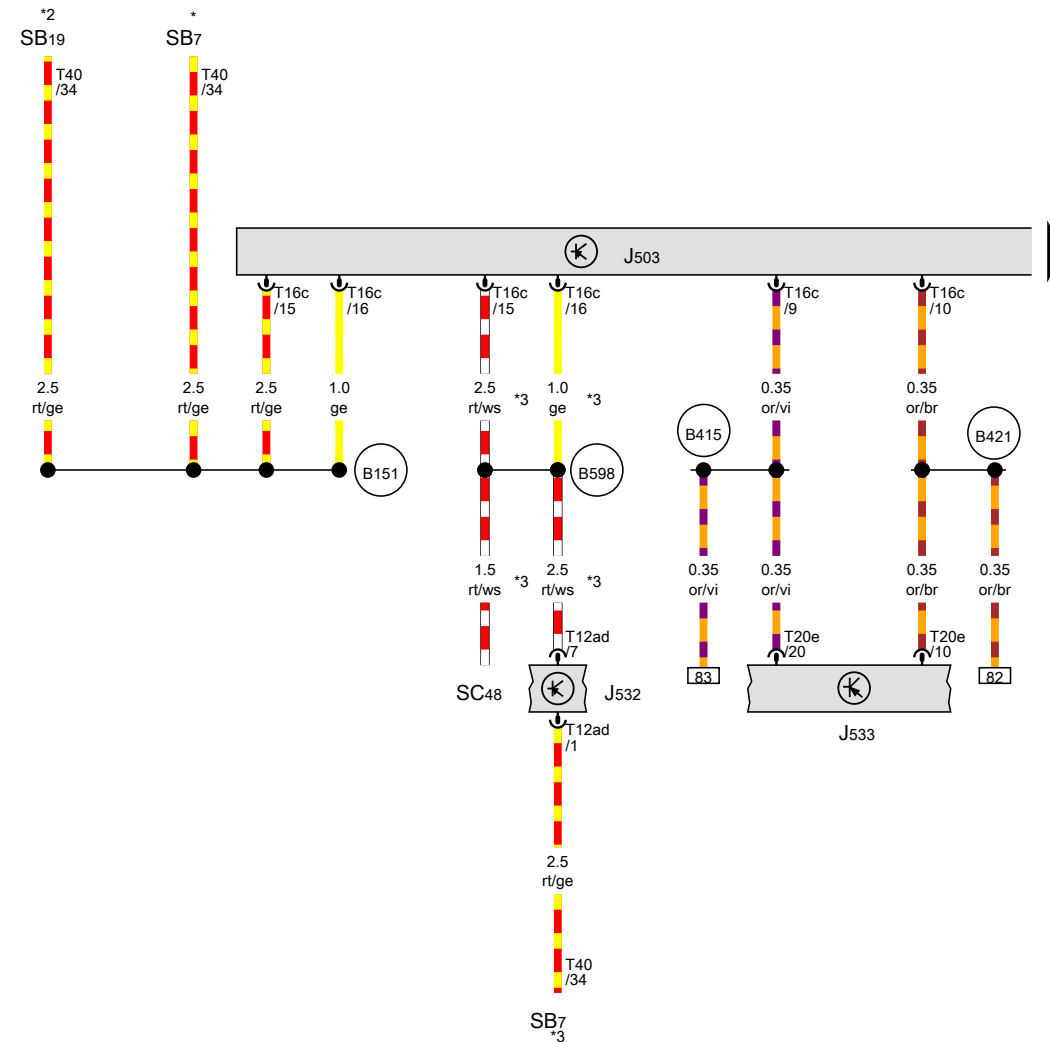 *2
*
SB19
SB7
T40
/34
T40
/34
J503
T16c
/15
T16c
/16
T16c
/15
T16c
/16
T16c
/9
T16c
/10
2.5
rt/ge
2.5
rt/ge
2.5
rt/ge
1.0
ge
2.5
rt/ws
*3
1.0
ge
*3
0.35
or/vi
0.35
or/br
B415
B421
B151
B598
1.5
rt/ws
*3
2.5
rt/ws
*3
0.35
or/vi
0.35
or/vi
0.35
or/br
0.35
or/br
T12ad
/7
T20e
/20
T20e
/10
83
82
SC48
J532
J533
T12ad
/1
2.5
rt/ge
T40
/34
SB7
*3